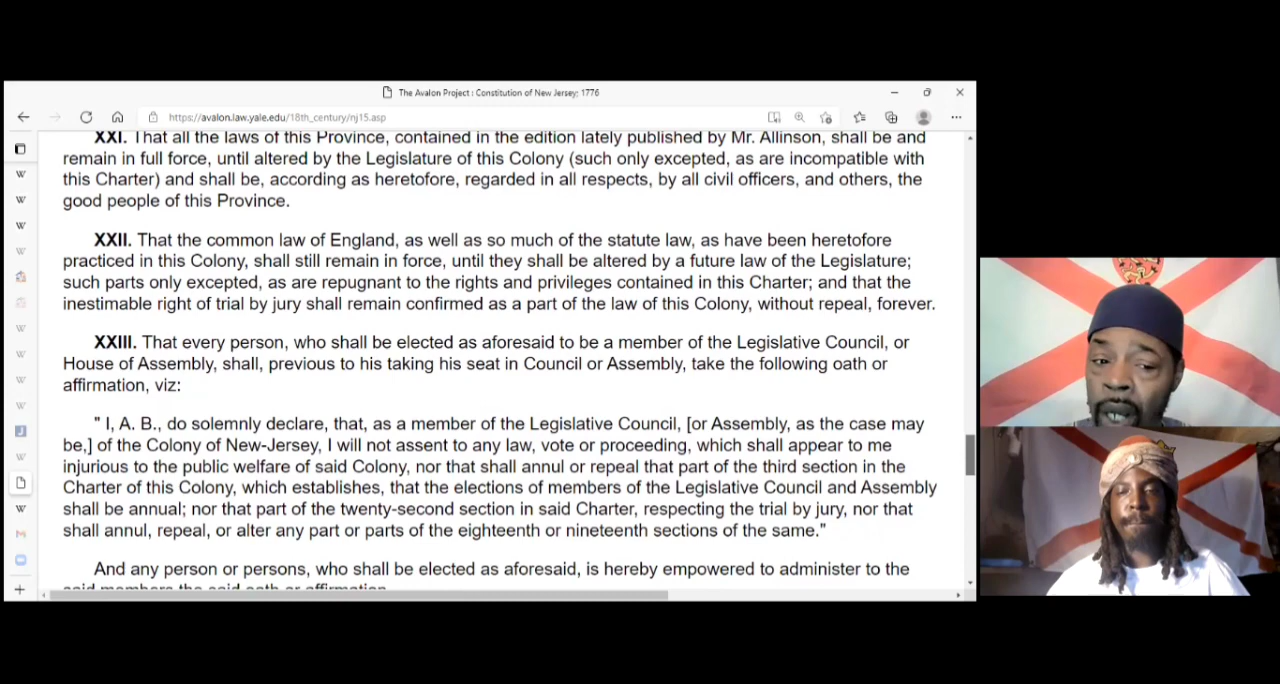 The Avalon Project : Constitution of New Jersey; 1776
https://avalon.law.yale.edu/18th_century/nj15.asp
XXI. That all the laws of this Province, contained in the edition lately published by Mr. Allinson, shall be and
remain in full force, until altered by the Legislature of this Colony (such only excepted, as are incompatible with
this Charter) and shall be, according as heretofore, regarded in all respects, by all civil officers, and others, the
good people of this Province.
XXII. That the common law of England, as well as so much of the statute law, as have been heretofore
practiced in this Colony, shall still remain in force, until they shall be altered by a future law of the Legislature;
such parts only excepted, as are repugnant to the rights and privileges contained in this Charter; and that the
inestimable right of trial by jury shall remain confirmed as a part of the law of this Colony, without repeal, forever.
XXIII. That every person, who shall be elected as aforesaid to be a member of the Legislative Council, or
House of Assembly, shall, previous to his taking his seat in Council or Assembly, take the following oath or
affirmation, viz:
" I, A. B., do solemnly declare, that, as a member of the Legislative Council, [or Assembly, as the case may
be,] of the Colony of New-Jersey, I will not assent to any law, vote or proceeding, which shall appear to me
injurious to the public welfare of said Colony, nor that shall annul or repeal that part of the third section in the
Charter of this Colony, which establishes, that the elections of members of the Legislative Council and Assembly
shall be annual; nor that part of the twenty-second section in said Charter, respecting the trial by jury, nor that
shall annul, repeal, or alter any part or parts of the eighteenth or nineteenth sections of the same."
And any person or persons, who shall be elected as aforesaid, is hereby empowered to administer to the
said members the said oath or affirmation.